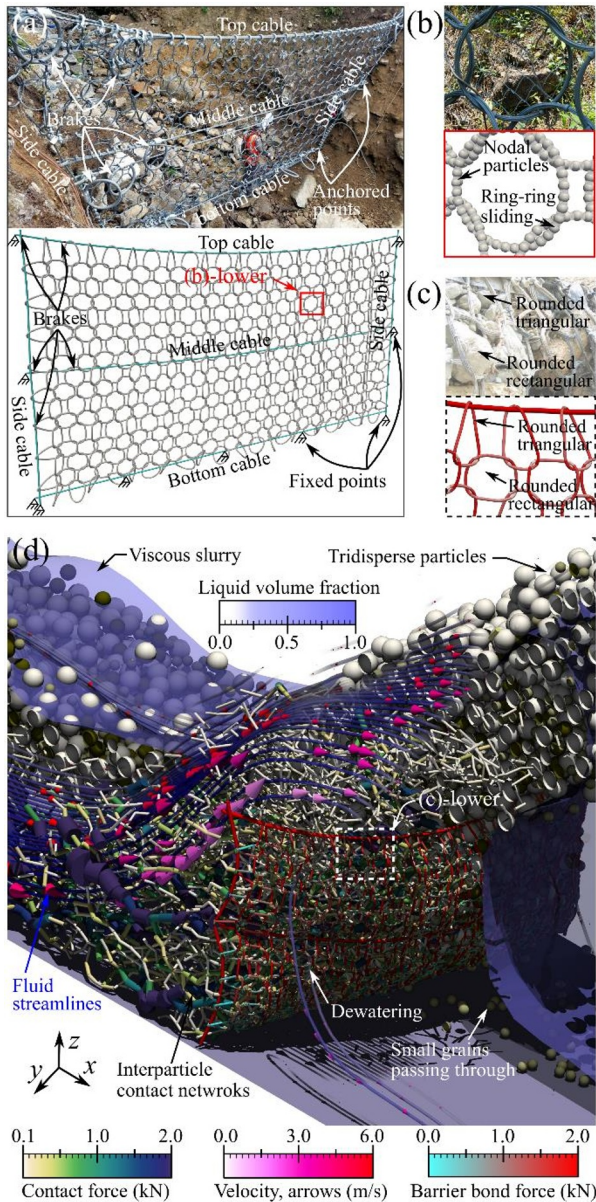 (a)
Brakes
Middle cable
Side cable
Side cable
Bottom cable
Anchored
points
Top cable
(b)-lower
Brakes
Middle cable
Side cable
Side cable
Bottom cable
Fixed points
(b)
Nodal
particles
Ring-ring
sliding
(c)
Rounded
triangular
Rounded
rectangular
Rounded
triangular
Rounded
rectangular
(d)
Viscous slurry
Tridisperse particles
Liquid volume fraction
0.0 0.5 1.0
(c)-lower
Fluid
streamlines
Dewatering
Interparticle
contact netwroks
Small grains
passing through
z
y x
0.1 1.0 2.0
Contact force (kN)
0.0 3.0 6.0
Velocity, arrows (m/s)
0.0 1.0 2.0
Barrier bond force (kN)